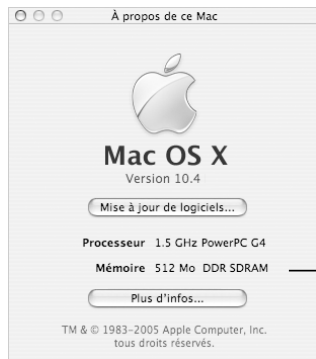 À propos de ce Mac
Mac OS X
Version 10.4
Mise à jour de logiciels...
Processeur 1.5 GHz PowerPC G4
Mémoire 512 Mo DDR SDRAM
Plus d'infos...
TM & © 1983–2005 Apple Computer, Inc.
tous droits réservés.